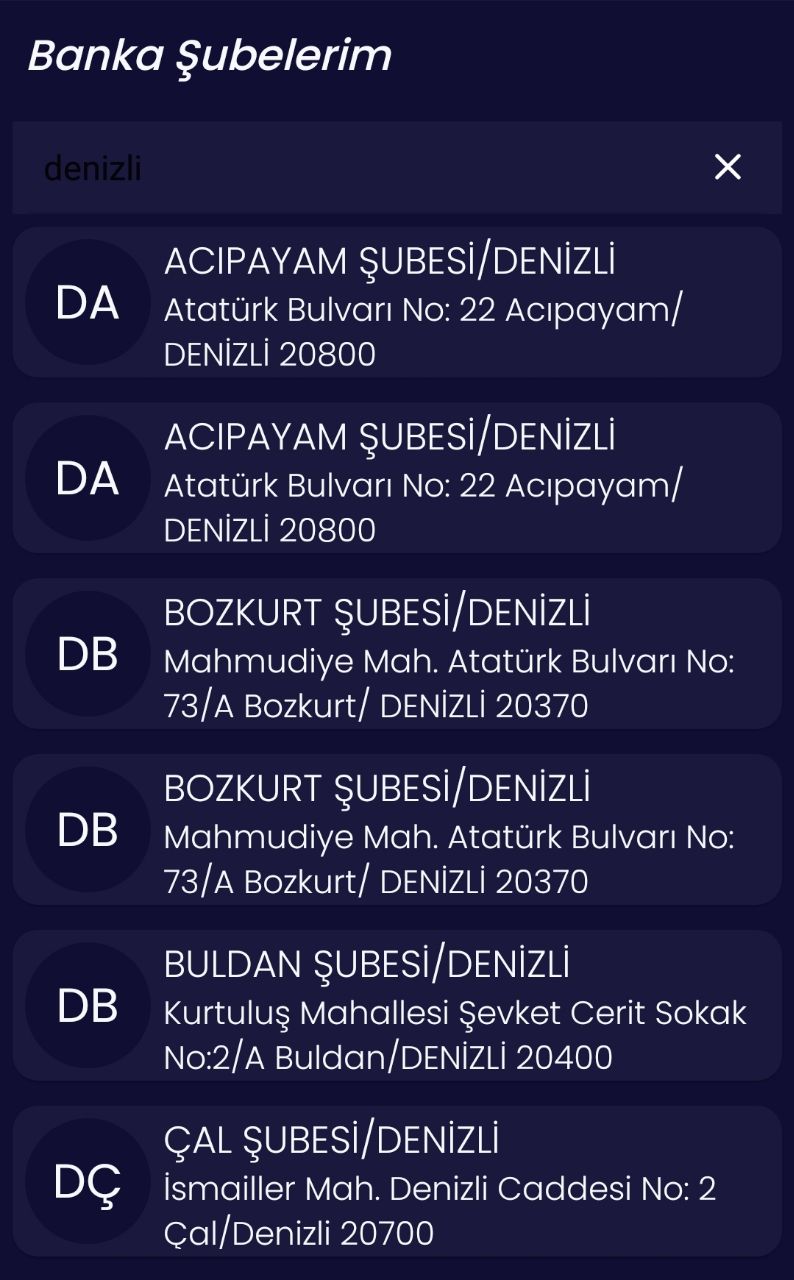 Banka Şubelerim
denizli
DA
ACIPAYAM ŞUBESİ/DENİZLİ
Atatürk Bulvarı No: 22 Acıpayam/
DENİZLİ 20800
DA
ACIPAYAM ŞUBESİ/DENİZLİ
Atatürk Bulvarı No: 22 Acıpayam/
DENİZLİ 20800
DB
BOZKURT ŞUBESİ/DENİZLİ
Mahmudiye Mah. Atatürk Bulvarı No:
73/A Bozkurt/ DENİZLİ 20370
DB
BOZKURT ŞUBESİ/DENİZLİ
Mahmudiye Mah. Atatürk Bulvarı No:
73/A Bozkurt/ DENİZLİ 20370
DB
BULDAN ŞUBESİ/DENİZLİ
Kurtuluş Mahallesi Şevket Cerit Sokak
No:2/A Buldan/DENİZLİ 20400
DÇ
ÇAL ŞUBESİ/DENİZLİ
İsmailler Mah. Denizli Caddesi No: 2
Çal/Denizli 20700